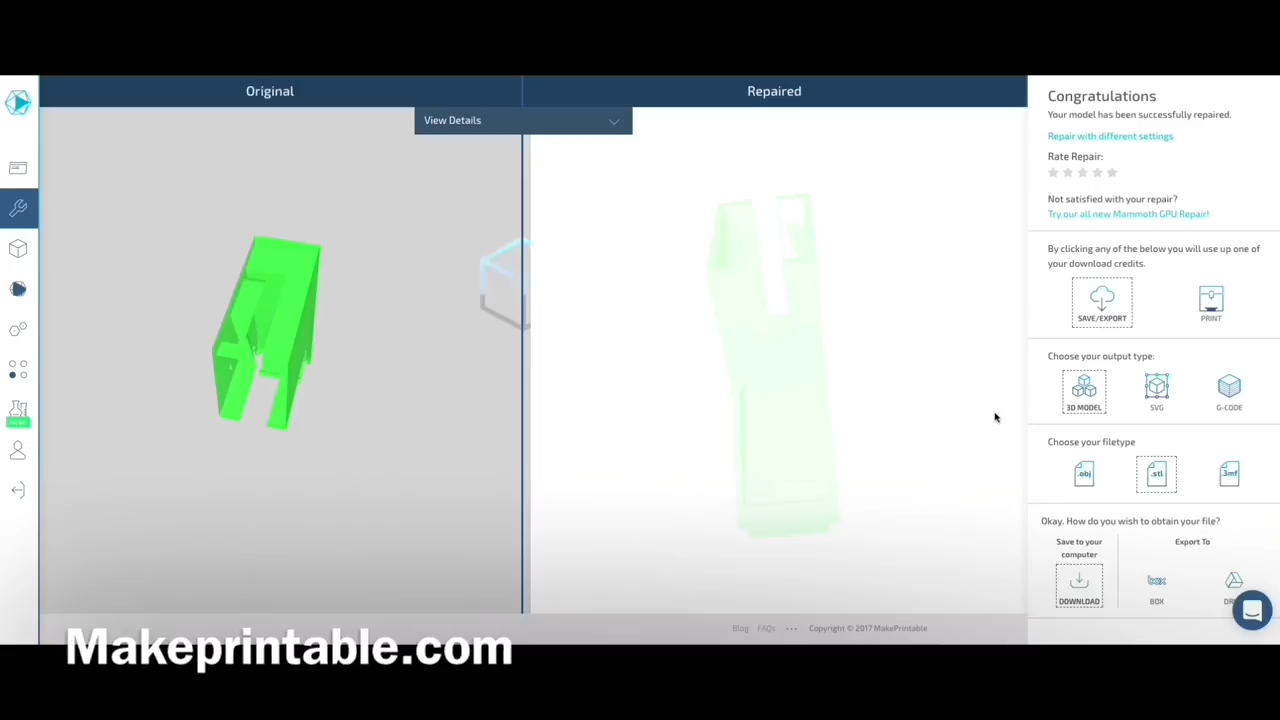 Original
Repaired
View Details
Congratulations
Your model has been successfully repaired.
Repair with different settings
Rate Repair:
Not satisfied with your repair?
Try our all new Mammoth GPU Repair!
By clicking any of the below you will use up one of
your download credits.
SAVE/EXPORT
PRINT
Choose your output type:
3D MODEL
SVG
G-CODE
Choose your filetype
.obj
.stl
.3mf
Okay. How do you wish to obtain your file?
Save to your
computer
Export To
DOWNLOAD
box
BOX
Blog FAQs ••• Copyright © 2017 MakePrintable
Makeprintable.com